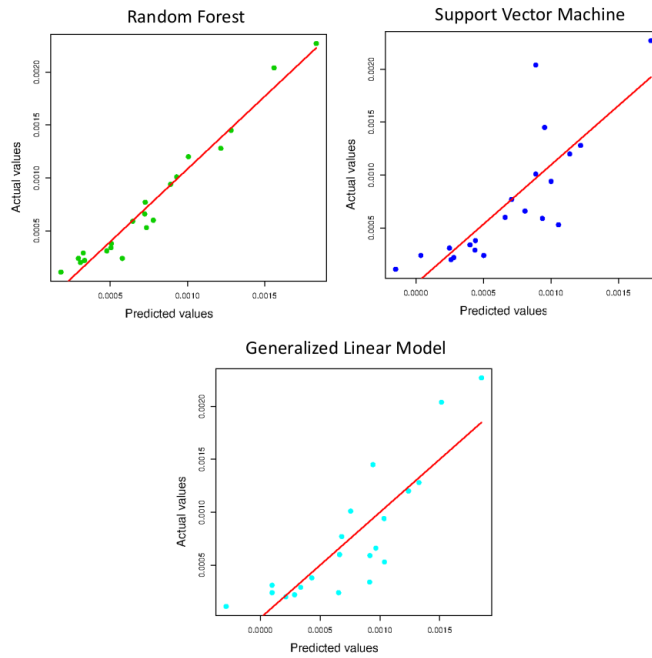 Random Forest
Support Vector Machine
Actual values
0.0005 0.0010 0.0015 0.0020
0.0005 0.0010 0.0015
Predicted values
Actual values
0.0000 0.0005 0.0010 0.0015 0.0020
0.0000 0.0005 0.0010 0.0015
Predicted values
Generalized Linear Model
Actual values
0.0005 0.0010 0.0015 0.0020
0.0000 0.0005 0.0010 0.0015
Predicted values